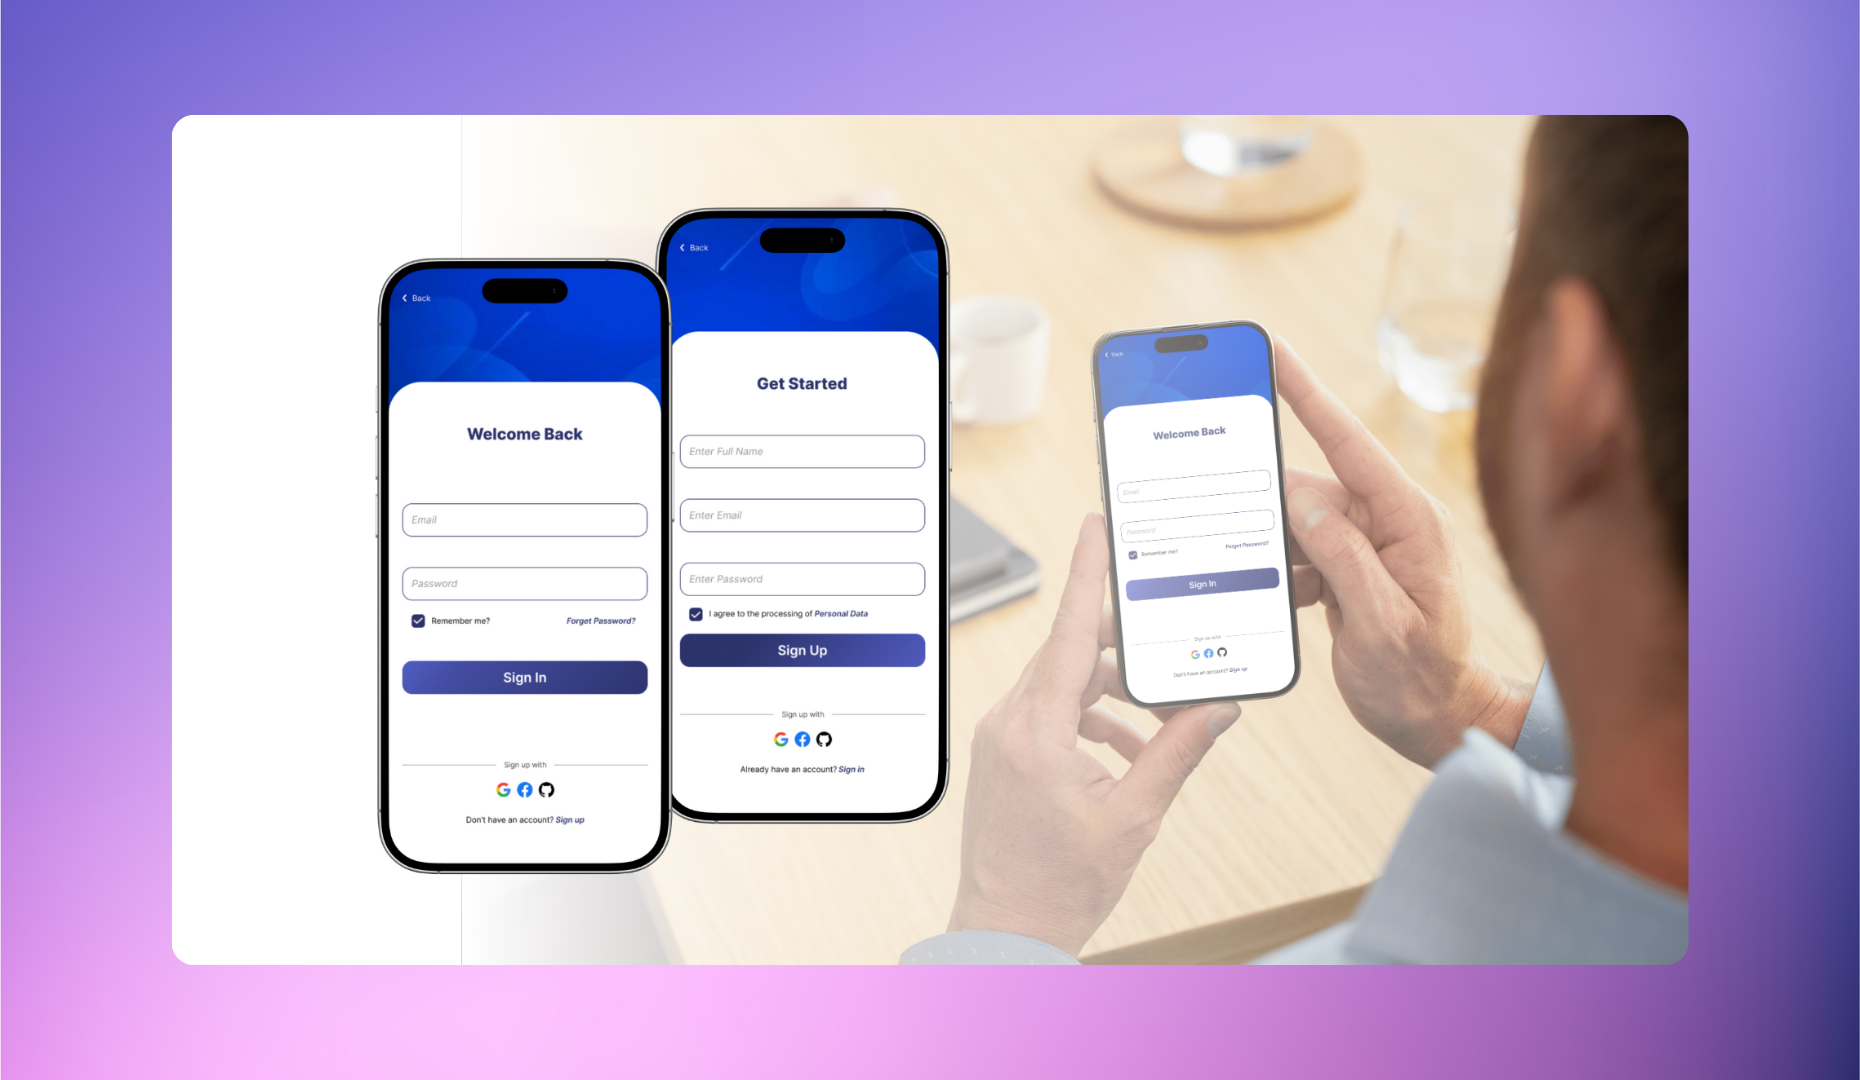 Back
Welcome Back
Email
Password
Remember me? Forget Password?
Sign In
Sign up with
Don't have an account? Sign up
Back
Get Started
Enter Full Name
Enter Email
Enter Password
I agree to the processing of Personal Data
Sign Up
Sign up with
Already have an account? Sign in
Back
Welcome Back
Email
Password
Remember me? Forget Password?
Sign In
Sign up with
Don't have an account? Sign up